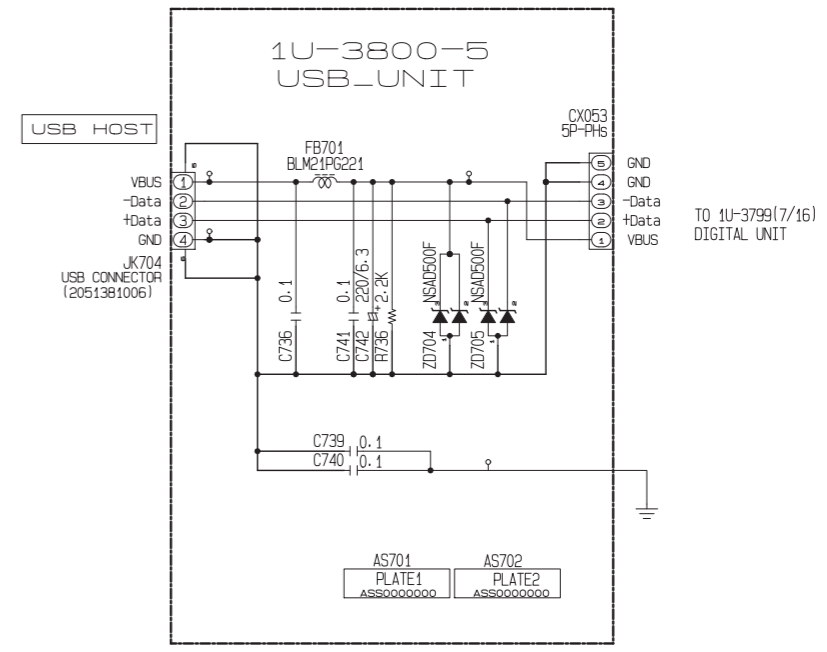 1U-3800-5
USB_UNIT
USB HOST
CX053
5P-PHs
FB701
BLM21PG221
VBUS 1
-Data 2
+Data 3
GND 4
JK704
USB CONNECTOR
(2051381006)
5 GND
4 GND
3 -Data
2 +Data
1 VBUS
TO 1U-3799(7/16)
DIGITAL UNIT
C736 0.1
C741 0.1
C742 220/6.3
+
R736 2.2K
ZD704 NSAD500F
ZD705 NSAD500F
C739 0.1
C740 0.1
AS701
PLATE1
ASS0000000
AS702
PLATE2
ASS0000000